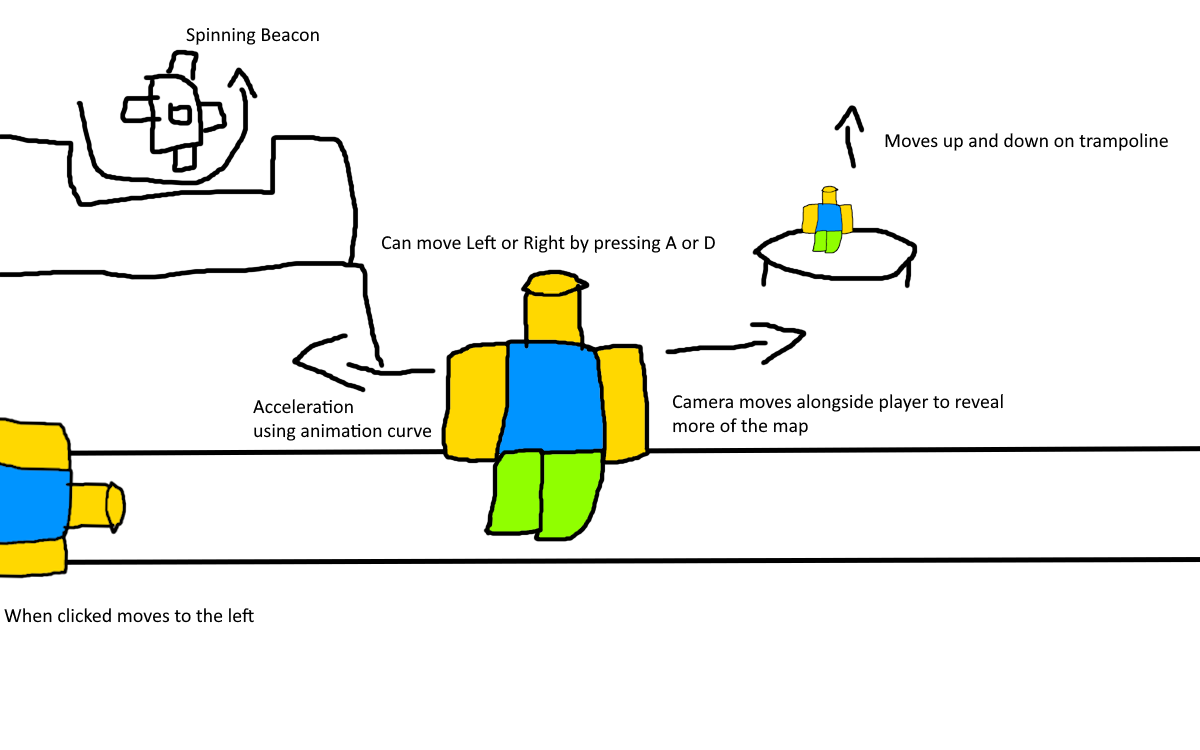 Spinning Beacon
Moves up and down on trampoline
Can move Left or Right by pressing A or D
Acceleration
using animation curve
Camera moves alongside player to reveal
more of the map
When clicked moves to the left